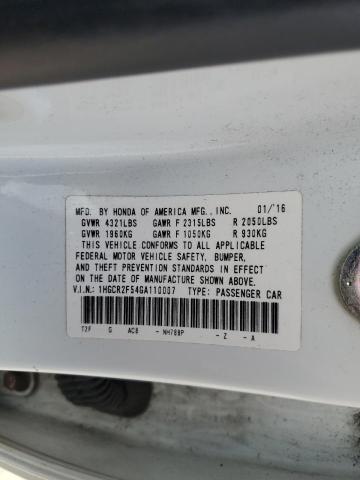 MFD. BY HONDA OF AMERICA MFG., INC. 01/'16
GVWR 4321LBS GAWR F 2315LBS R 2050LBS
GVWR 1960KG GAWR F 1050KG R 930KG
THIS VEHICLE CONFORMS TO ALL APPLICABLE
FEDERAL MOTOR VEHICLE SAFETY, BUMPER,
AND THEFT PREVENTION STANDARDS IN EFFECT
ON THE DATE OF MANUFACTURE SHOWN ABOVE.
V.I.N.: 1HGCR2F54GA110007 TYPE: PASSENGER CAR
T2F G AC8 - NH788P - Z - A